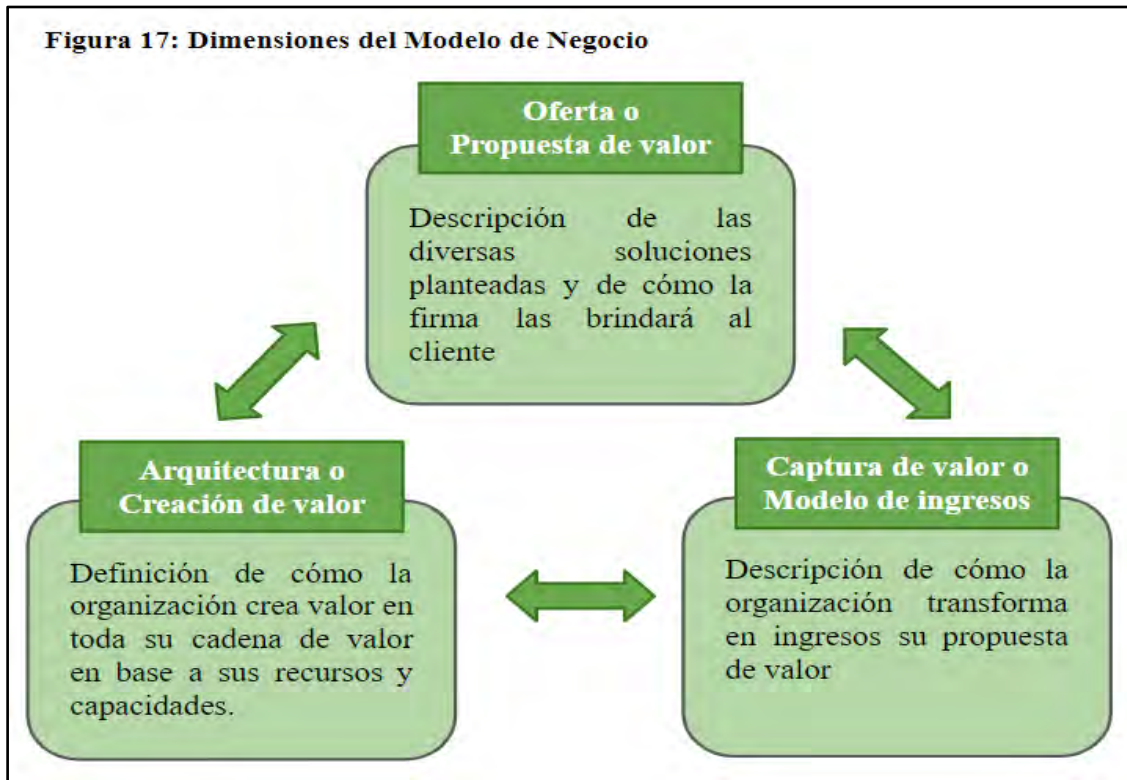 Figura 17: Dimensiones del Modelo de Negocio
Oferta o
Propuesta de valor
Descripción de las
diversas soluciones
planteadas y de cómo la
firma las brindará al
cliente
Arquitectura o
Creación de valor
Definición de cómo la
organización crea valor en
toda su cadena de valor
en base a sus recursos y
capacidades.
Captura de valor o
Modelo de ingresos
Descripción de cómo la
organización transforma
en ingresos su propuesta
de valor